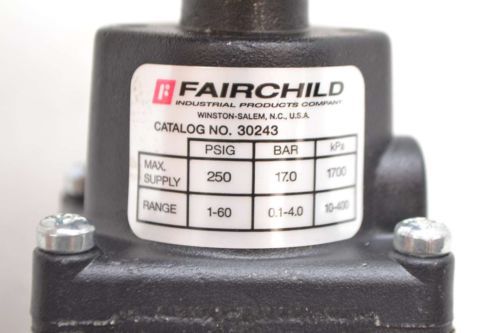 FAIRCHILD
INDUSTRIAL PRODUCTS COMPANY
WINSTON-SALEM, N.C., U.S.A.
CATALOG NO. 30243
PSIG BAR kPa
MAX. SUPPLY 250 17.0 1700
RANGE 1-60 0.1-4.0 10-400